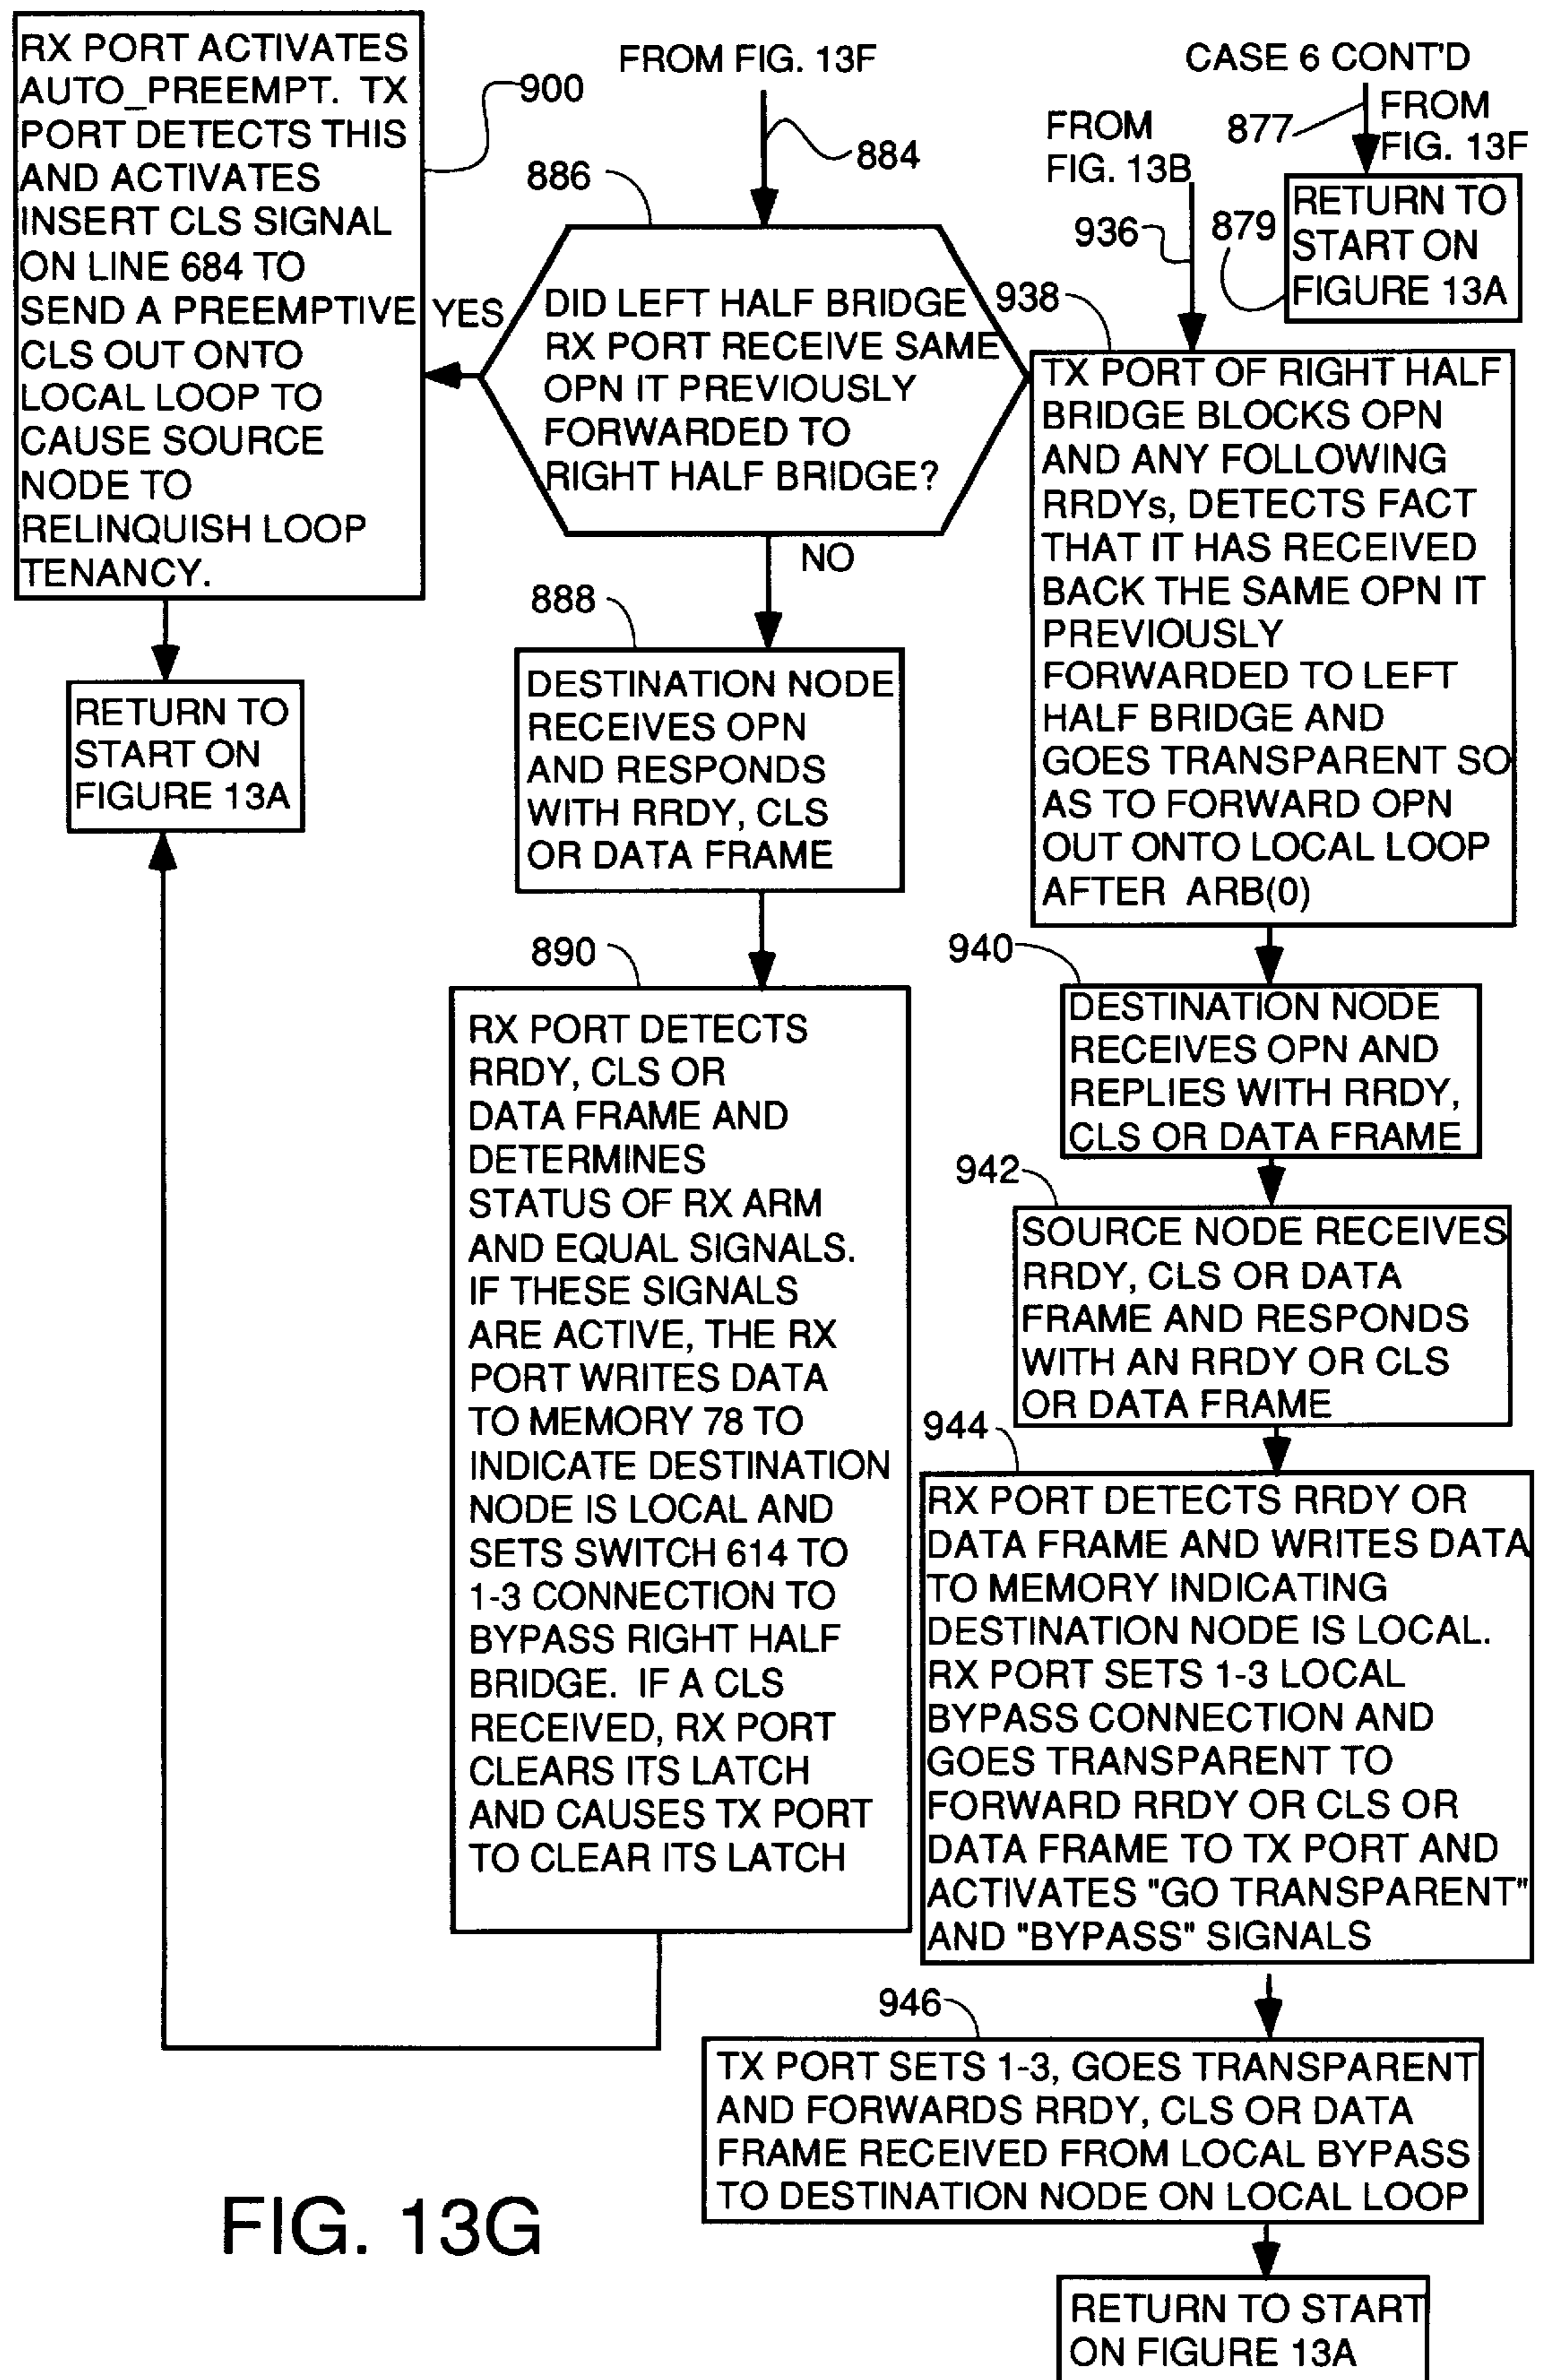 RX PORT ACTIVATES
AUTO_PREEMPT. TX
PORT DETECTS THIS
AND ACTIVATES
INSERT CLS SIGNAL
ON LINE 684 TO
SEND A PREEMPTIVE
CLS OUT ONTO
LOCAL LOOP TO
CAUSE SOURCE
NODE TO
RELINQUISH LOOP
TENANCY.
900
RETURN TO
START ON
FIGURE 13A
FROM FIG. 13F
884
886
DID LEFT HALF BRIDGE
RX PORT RECEIVE SAME
OPN IT PREVIOUSLY
FORWARDED TO
RIGHT HALF BRIDGE?
YES
NO
888
DESTINATION NODE
RECEIVES OPN
AND RESPONDS
WITH RRDY, CLS
OR DATA FRAME
890
RX PORT DETECTS
RRDY, CLS OR
DATA FRAME AND
DETERMINES
STATUS OF RX ARM
AND EQUAL SIGNALS.
IF THESE SIGNALS
ARE ACTIVE, THE RX
PORT WRITES DATA
TO MEMORY 78 TO
INDICATE DESTINATION
NODE IS LOCAL AND
SETS SWITCH 614 TO
1-3 CONNECTION TO
BYPASS RIGHT HALF
BRIDGE. IF A CLS
RECEIVED, RX PORT
CLEARS ITS LATCH
AND CAUSES TX PORT
TO CLEAR ITS LATCH
CASE 6 CONT'D
877
FROM
FIG. 13F
879
RETURN TO
START ON
FIGURE 13A
FROM
FIG. 13B
936
938
TX PORT OF RIGHT HALF
BRIDGE BLOCKS OPN
AND ANY FOLLOWING
RRDYs, DETECTS FACT
THAT IT HAS RECEIVED
BACK THE SAME OPN IT
PREVIOUSLY
FORWARDED TO LEFT
HALF BRIDGE AND
GOES TRANSPARENT SO
AS TO FORWARD OPN
OUT ONTO LOCAL LOOP
AFTER ARB(0)
940
DESTINATION NODE
RECEIVES OPN AND
REPLIES WITH RRDY,
CLS OR DATA FRAME
942
SOURCE NODE RECEIVES
RRDY, CLS OR DATA
FRAME AND RESPONDS
WITH AN RRDY OR CLS
OR DATA FRAME
944
RX PORT DETECTS RRDY OR
DATA FRAME AND WRITES DATA
TO MEMORY INDICATING
DESTINATION NODE IS LOCAL.
RX PORT SETS 1-3 LOCAL
BYPASS CONNECTION AND
GOES TRANSPARENT TO
FORWARD RRDY OR CLS OR
DATA FRAME TO TX PORT AND
ACTIVATES "GO TRANSPARENT"
AND "BYPASS" SIGNALS
946
TX PORT SETS 1-3, GOES TRANSPARENT
AND FORWARDS RRDY, CLS OR DATA
FRAME RECEIVED FROM LOCAL BYPASS
TO DESTINATION NODE ON LOCAL LOOP
RETURN TO START
ON FIGURE 13A
FIG. 13G